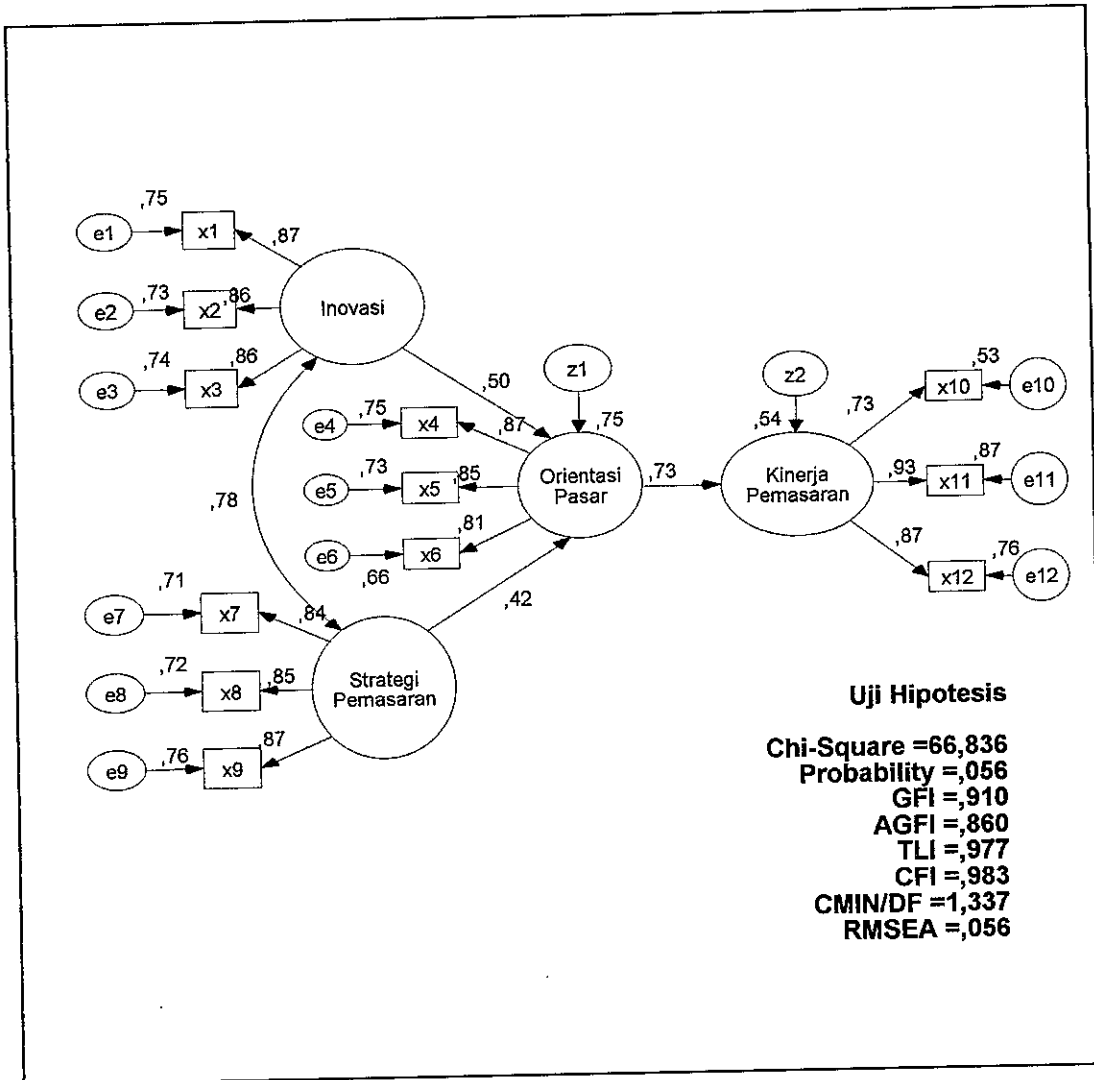 ,75
e1
x1
,87
Inovasi
,73
e2
x2
,86
,74
e3
x3
,86
,50
z1
z2
,53
x10
e10
,75
e4
x4
,87
,75
,54
,73
,73
e5
x5
,85
Orientasi
Pasar
,73
Kinerja
Pemasaran
,93
,87
x11
e11
,78
,81
e6
x6
,66
,87
,76
x12
e12
,71
e7
x7
,84
,42
,72
e8
x8
,85
Strategi
Pemasaran
,76
e9
x9
87
Uji Hipotesis
Chi-Square =66,836
Probability =,056
GFI =,910
AGFI =,860
TLI =,977
CFI =,983
CMIN/DF =1,337
RMSEA =,056